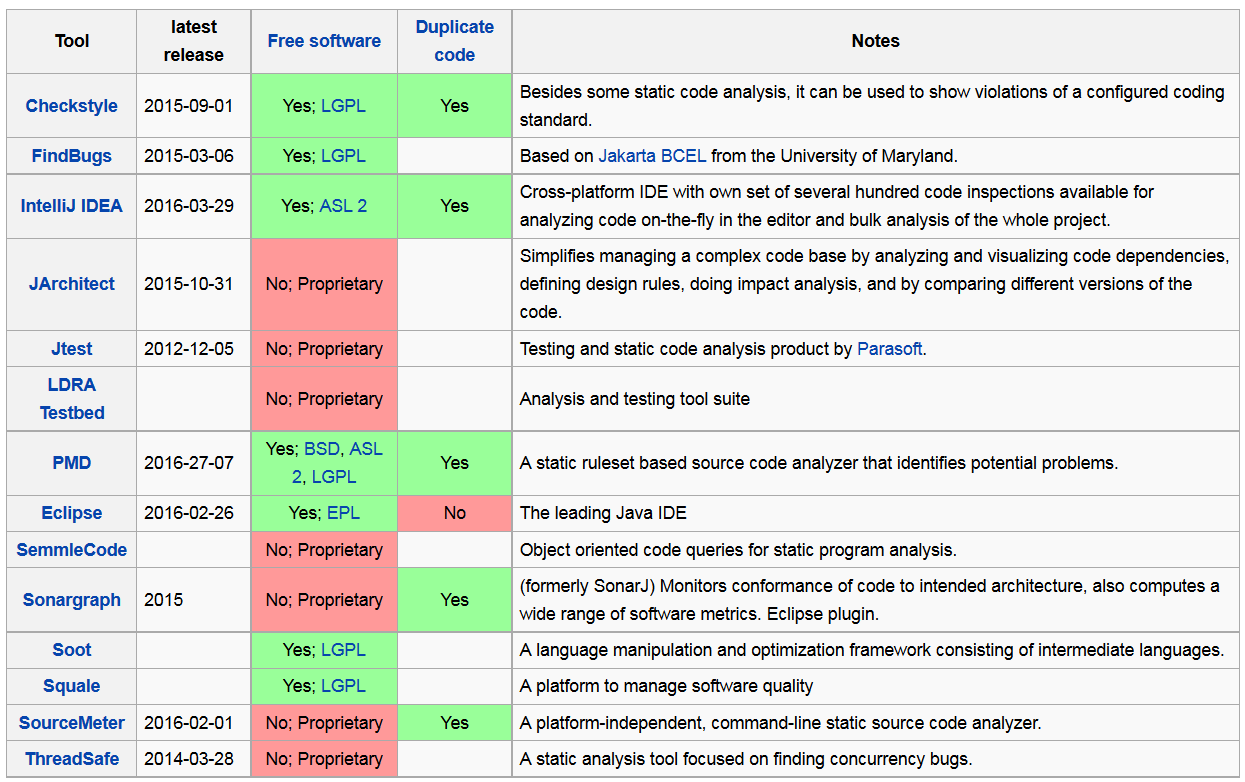 Tool latest release Free software Duplicate code Notes
Checkstyle 2015-09-01 Yes; LGPL Yes Besides some static code analysis, it can be used to show violations of a configured coding
standard.
FindBugs 2015-03-06 Yes; LGPL Based on Jakarta BCEL from the University of Maryland.
IntelliJ IDEA 2016-03-29 Yes; ASL 2 Yes Cross-platform IDE with own set of several hundred code inspections available for
analyzing code on-the-fly in the editor and bulk analysis of the whole project.
JArchitect 2015-10-31 No; Proprietary Simplifies managing a complex code base by analyzing and visualizing code dependencies,
defining design rules, doing impact analysis, and by comparing different versions of the
code.
Jtest 2012-12-05 No; Proprietary Testing and static code analysis product by Parasoft.
LDRA Testbed No; Proprietary Analysis and testing tool suite
PMD 2016-27-07 Yes; BSD, ASL 2, LGPL Yes A static ruleset based source code analyzer that identifies potential problems.
Eclipse 2016-02-26 Yes; EPL No The leading Java IDE
SemmleCode No; Proprietary Object oriented code queries for static program analysis.
Sonargraph 2015 No; Proprietary Yes (formerly SonarJ) Monitors conformance of code to intended architecture, also computes a
wide range of software metrics. Eclipse plugin.
Soot Yes; LGPL A language manipulation and optimization framework consisting of intermediate languages.
Squale Yes; LGPL A platform to manage software quality
SourceMeter 2016-02-01 No; Proprietary Yes A platform-independent, command-line static source code analyzer.
ThreadSafe 2014-03-28 No; Proprietary A static analysis tool focused on finding concurrency bugs.